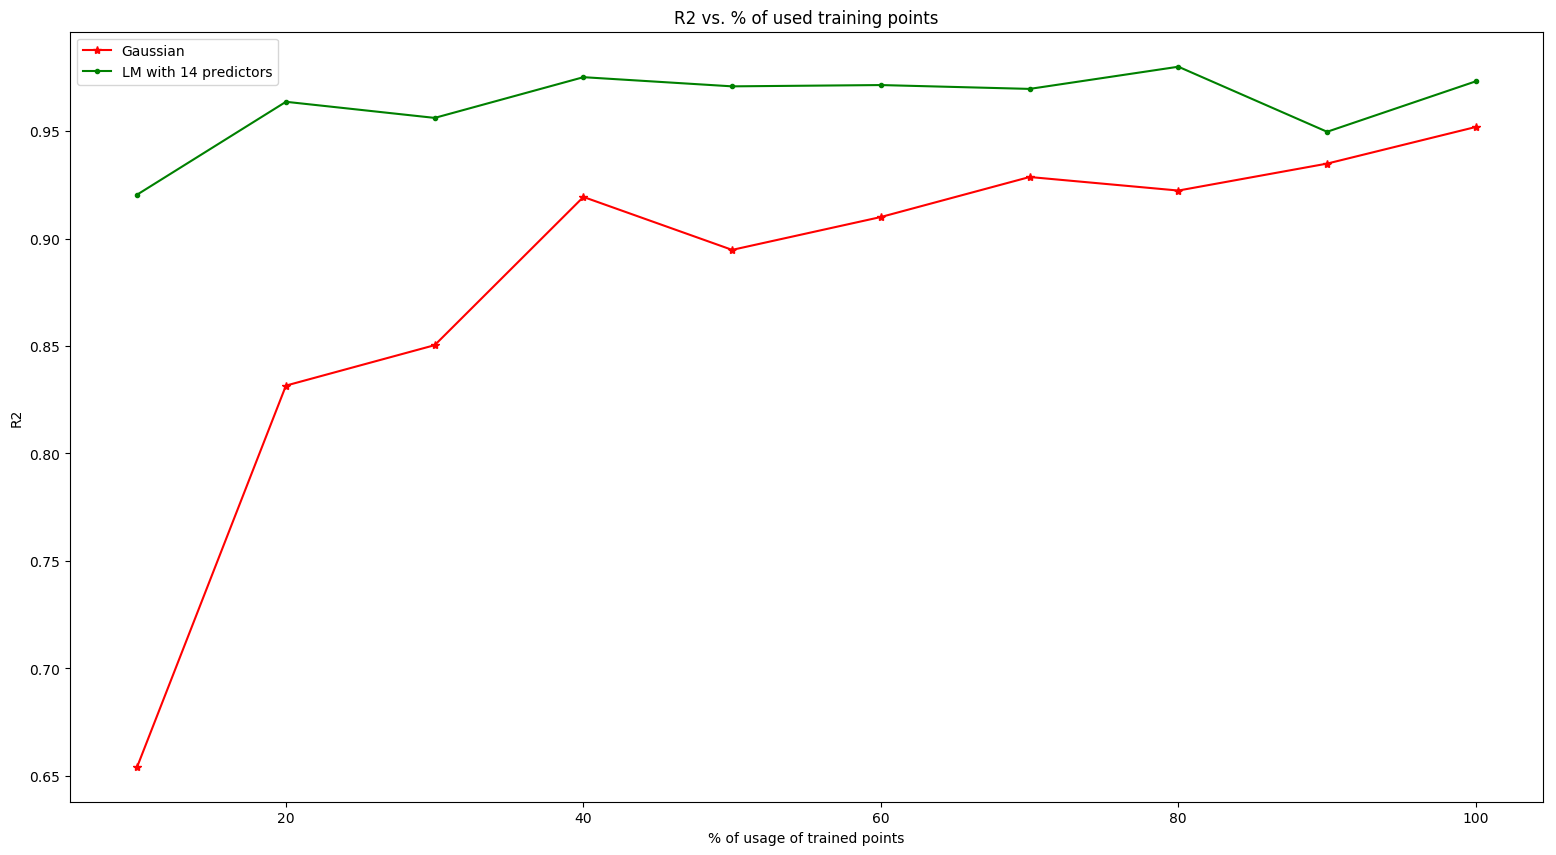 R2 vs. % of used training points
Gaussian
LM with 14 predictors
R2
0.95
0.90
0.85
0.80
0.75
0.70
0.65
20 40 60 80 100
% of usage of trained points